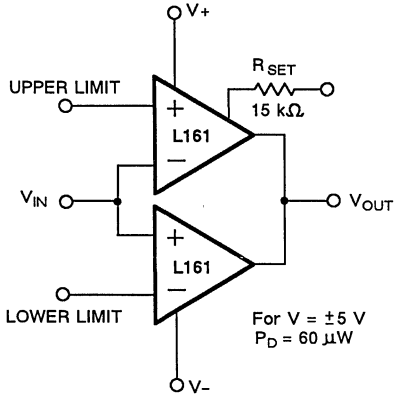 V+
R SET
UPPER LIMIT
15 kΩ
+
L161
−
VIN
VOUT
+
L161
−
LOWER LIMIT
For V = ±5 V
PD = 60 µW
V−